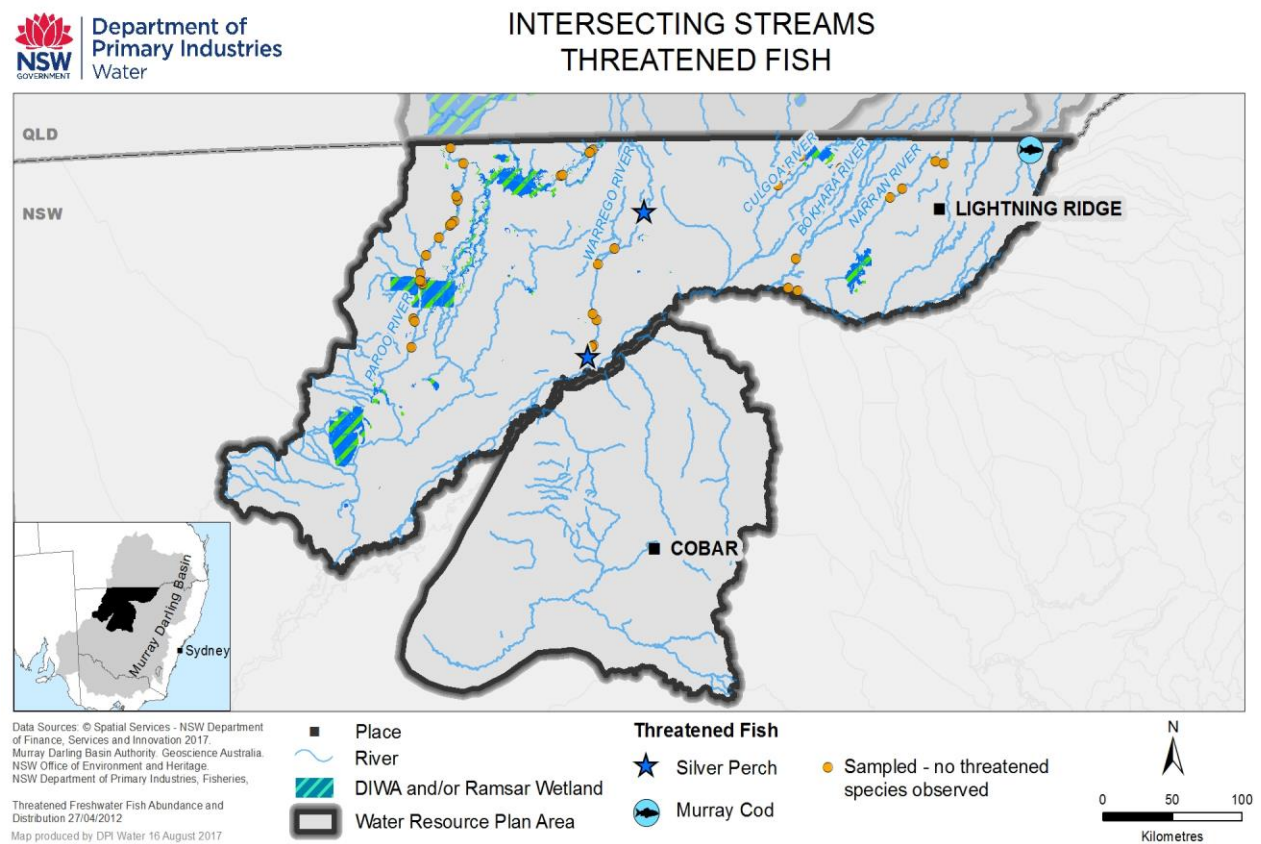 NSW
GOVERNMENT
Department of
Primary Industries
Water
INTERSECTING STREAMS
THREATENED FISH
QLD
NSW
PAROO RIVER
WARREGO RIVER
CULGOA RIVER
BOKHARA RIVER
NARRAN RIVER
LIGHTNING RIDGE
COBAR
Murray Darling Basin
Sydney
Data Sources: © Spatial Services - NSW Department
of Finance, Services and Innovation 2017.
Murray Darling Basin Authority. Geoscience Australia.
NSW Office of Environment and Heritage.
NSW Department of Primary Industries, Fisheries,
Threatened Freshwater Fish Abundance and
Distribution 27/04/2012
Map produced by DPI Water 16 August 2017
Place
River
DIWA and/or Ramsar Wetland
Water Resource Plan Area
Threatened Fish
Silver Perch
Murray Cod
Sampled - no threatened
species observed
N
0 50 100
Kilometres